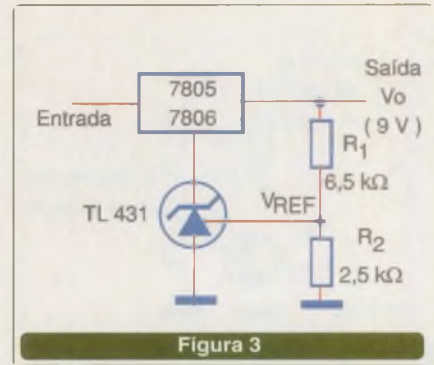 7805
7806
Entrada
Saída
Vo
( 9 V )
R1
6,5 kΩ
TL 431
VREF
R2
2,5 kΩ
Figura 3